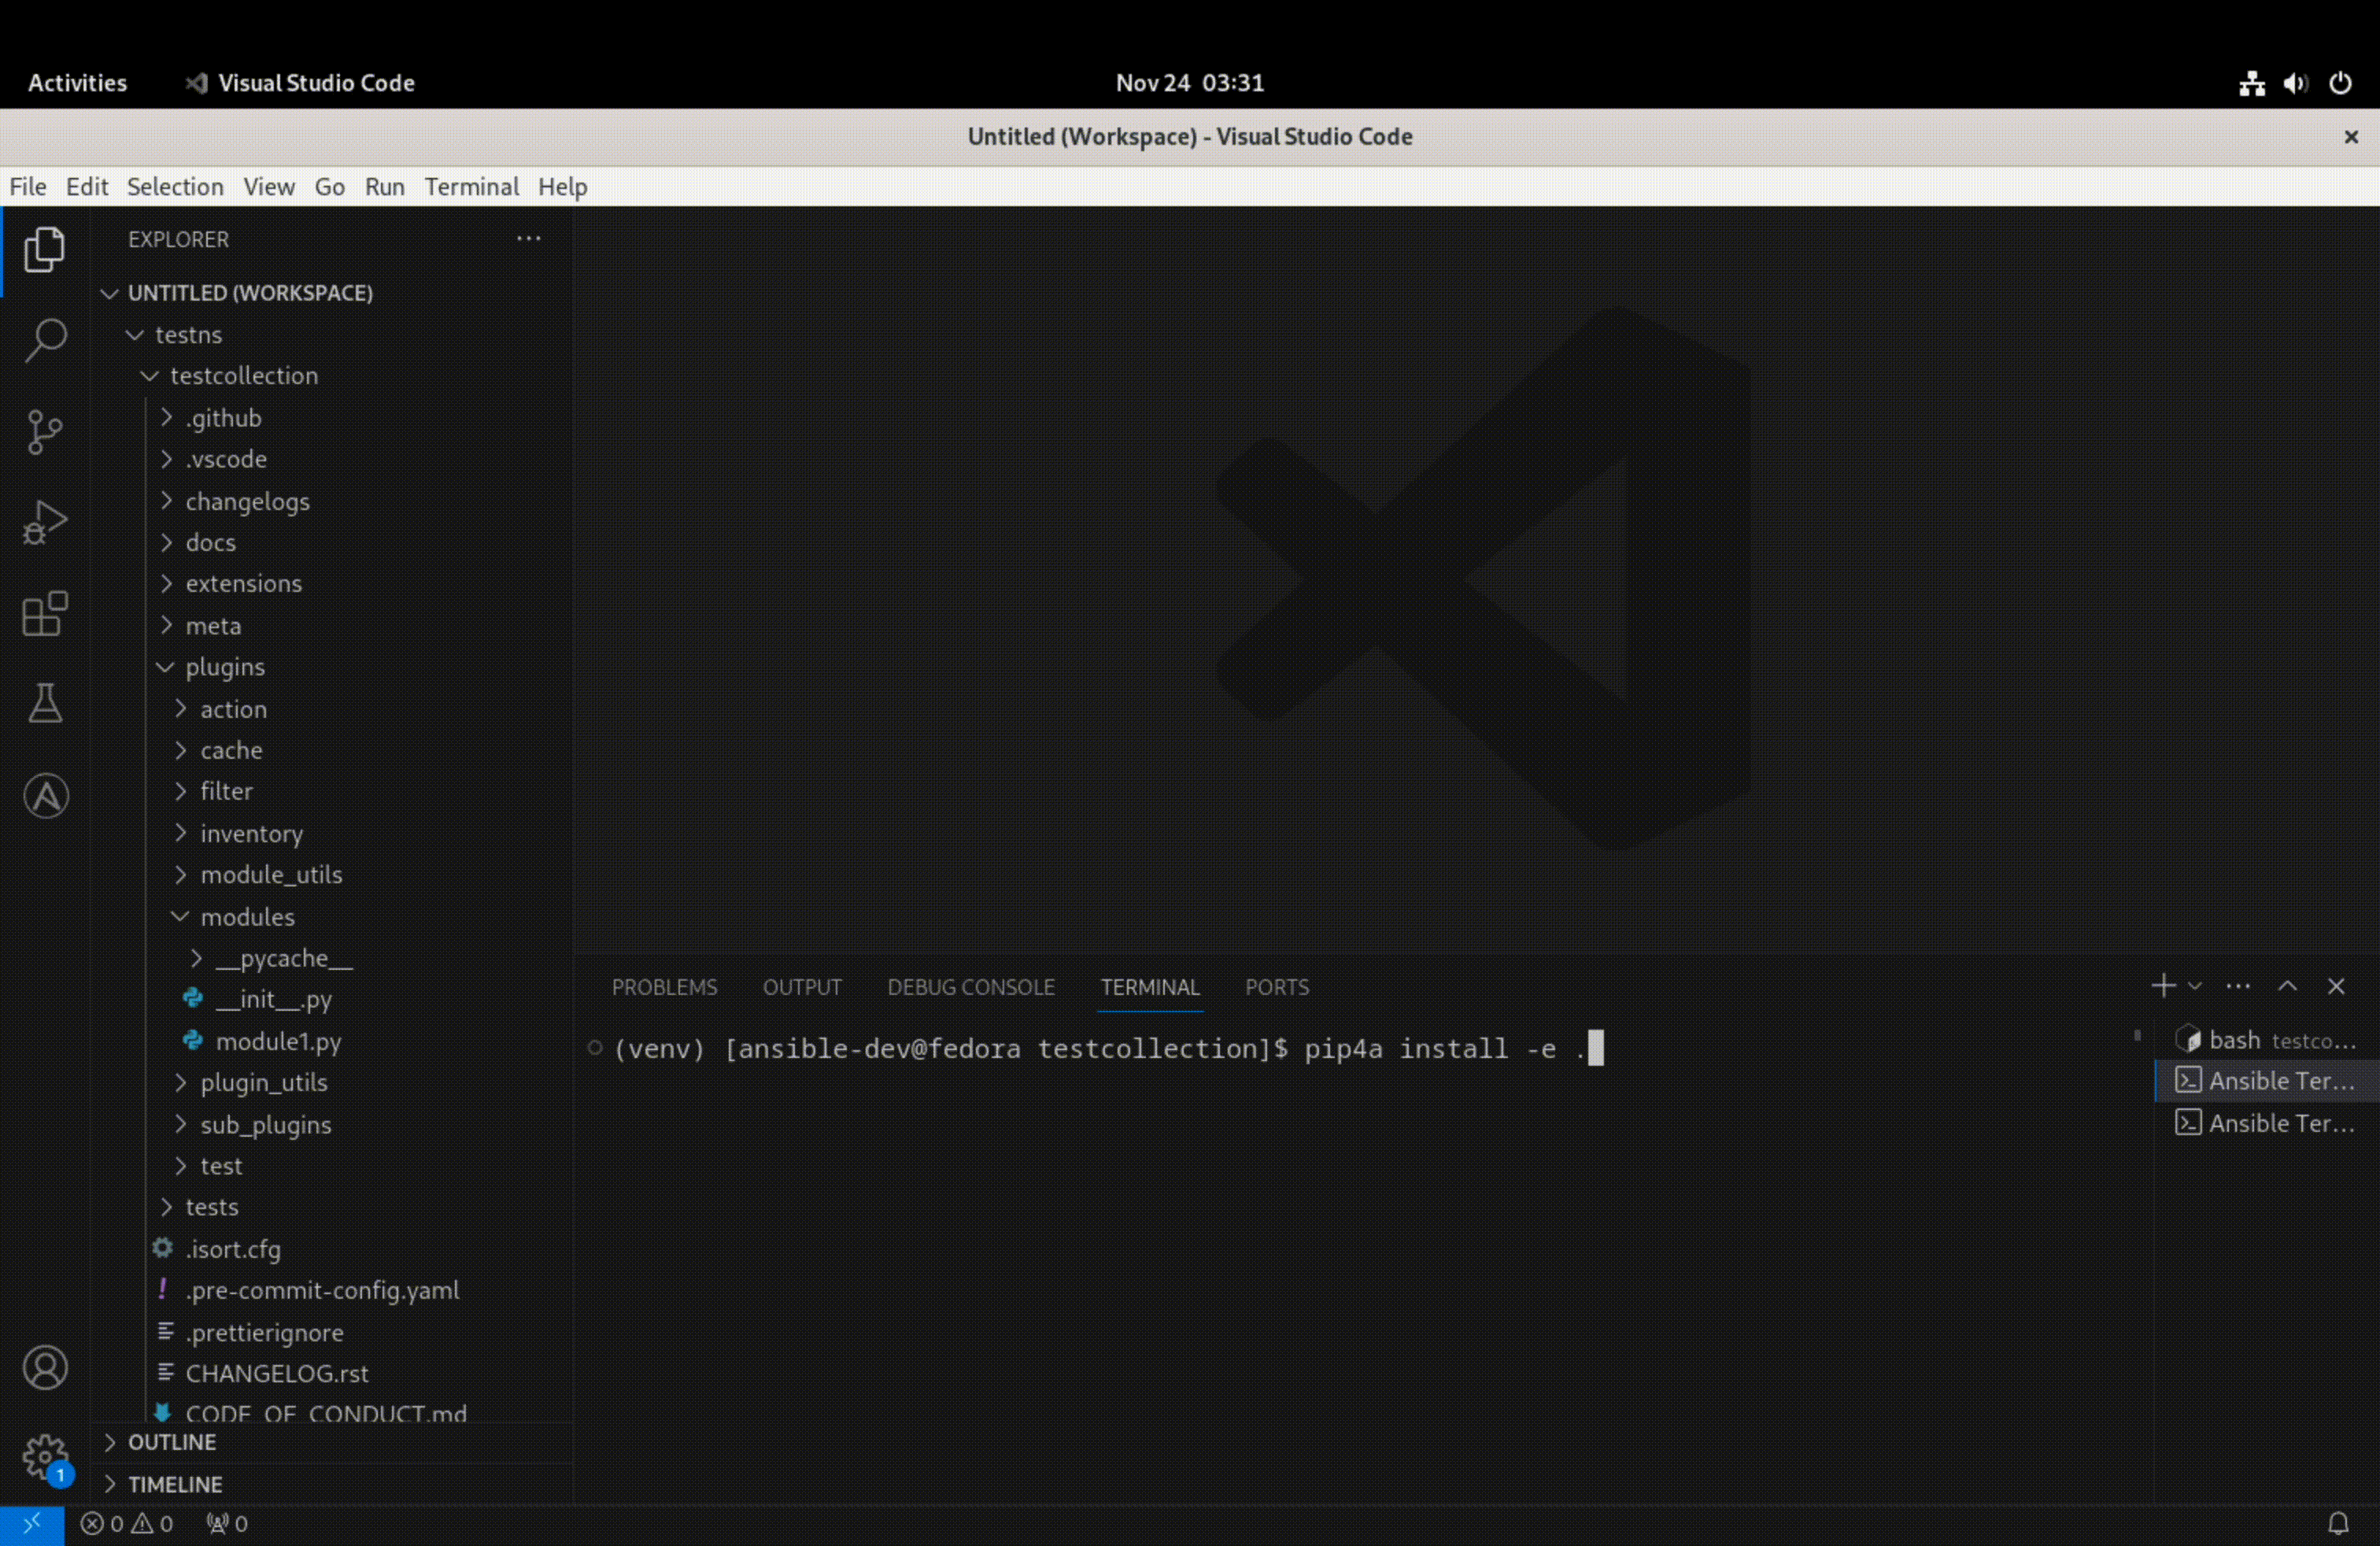 Activities Visual Studio Code Nov 24 03:31
Untitled (Workspace) - Visual Studio Code
File Edit Selection View Go Run Terminal Help
EXPLORER
UNTITLED (WORKSPACE)
testns
testcollection
.github
.vscode
changelogs
docs
extensions
meta
plugins
action
cache
filter
inventory
module_utils
modules
__pycache__
__init__.py
module1.py
plugin_utils
sub_plugins
test
tests
.isort.cfg
.pre-commit-config.yaml
.prettierignore
CHANGELOG.rst
CODE_OF_CONDUCT.md
OUTLINE
TIMELINE
PROBLEMS OUTPUT DEBUG CONSOLE TERMINAL PORTS
(venv) [ansible-dev@fedora testcollection]$ pip4a install -e .
bash testco...
Ansible Ter...
Ansible Ter...
1
0 0 0